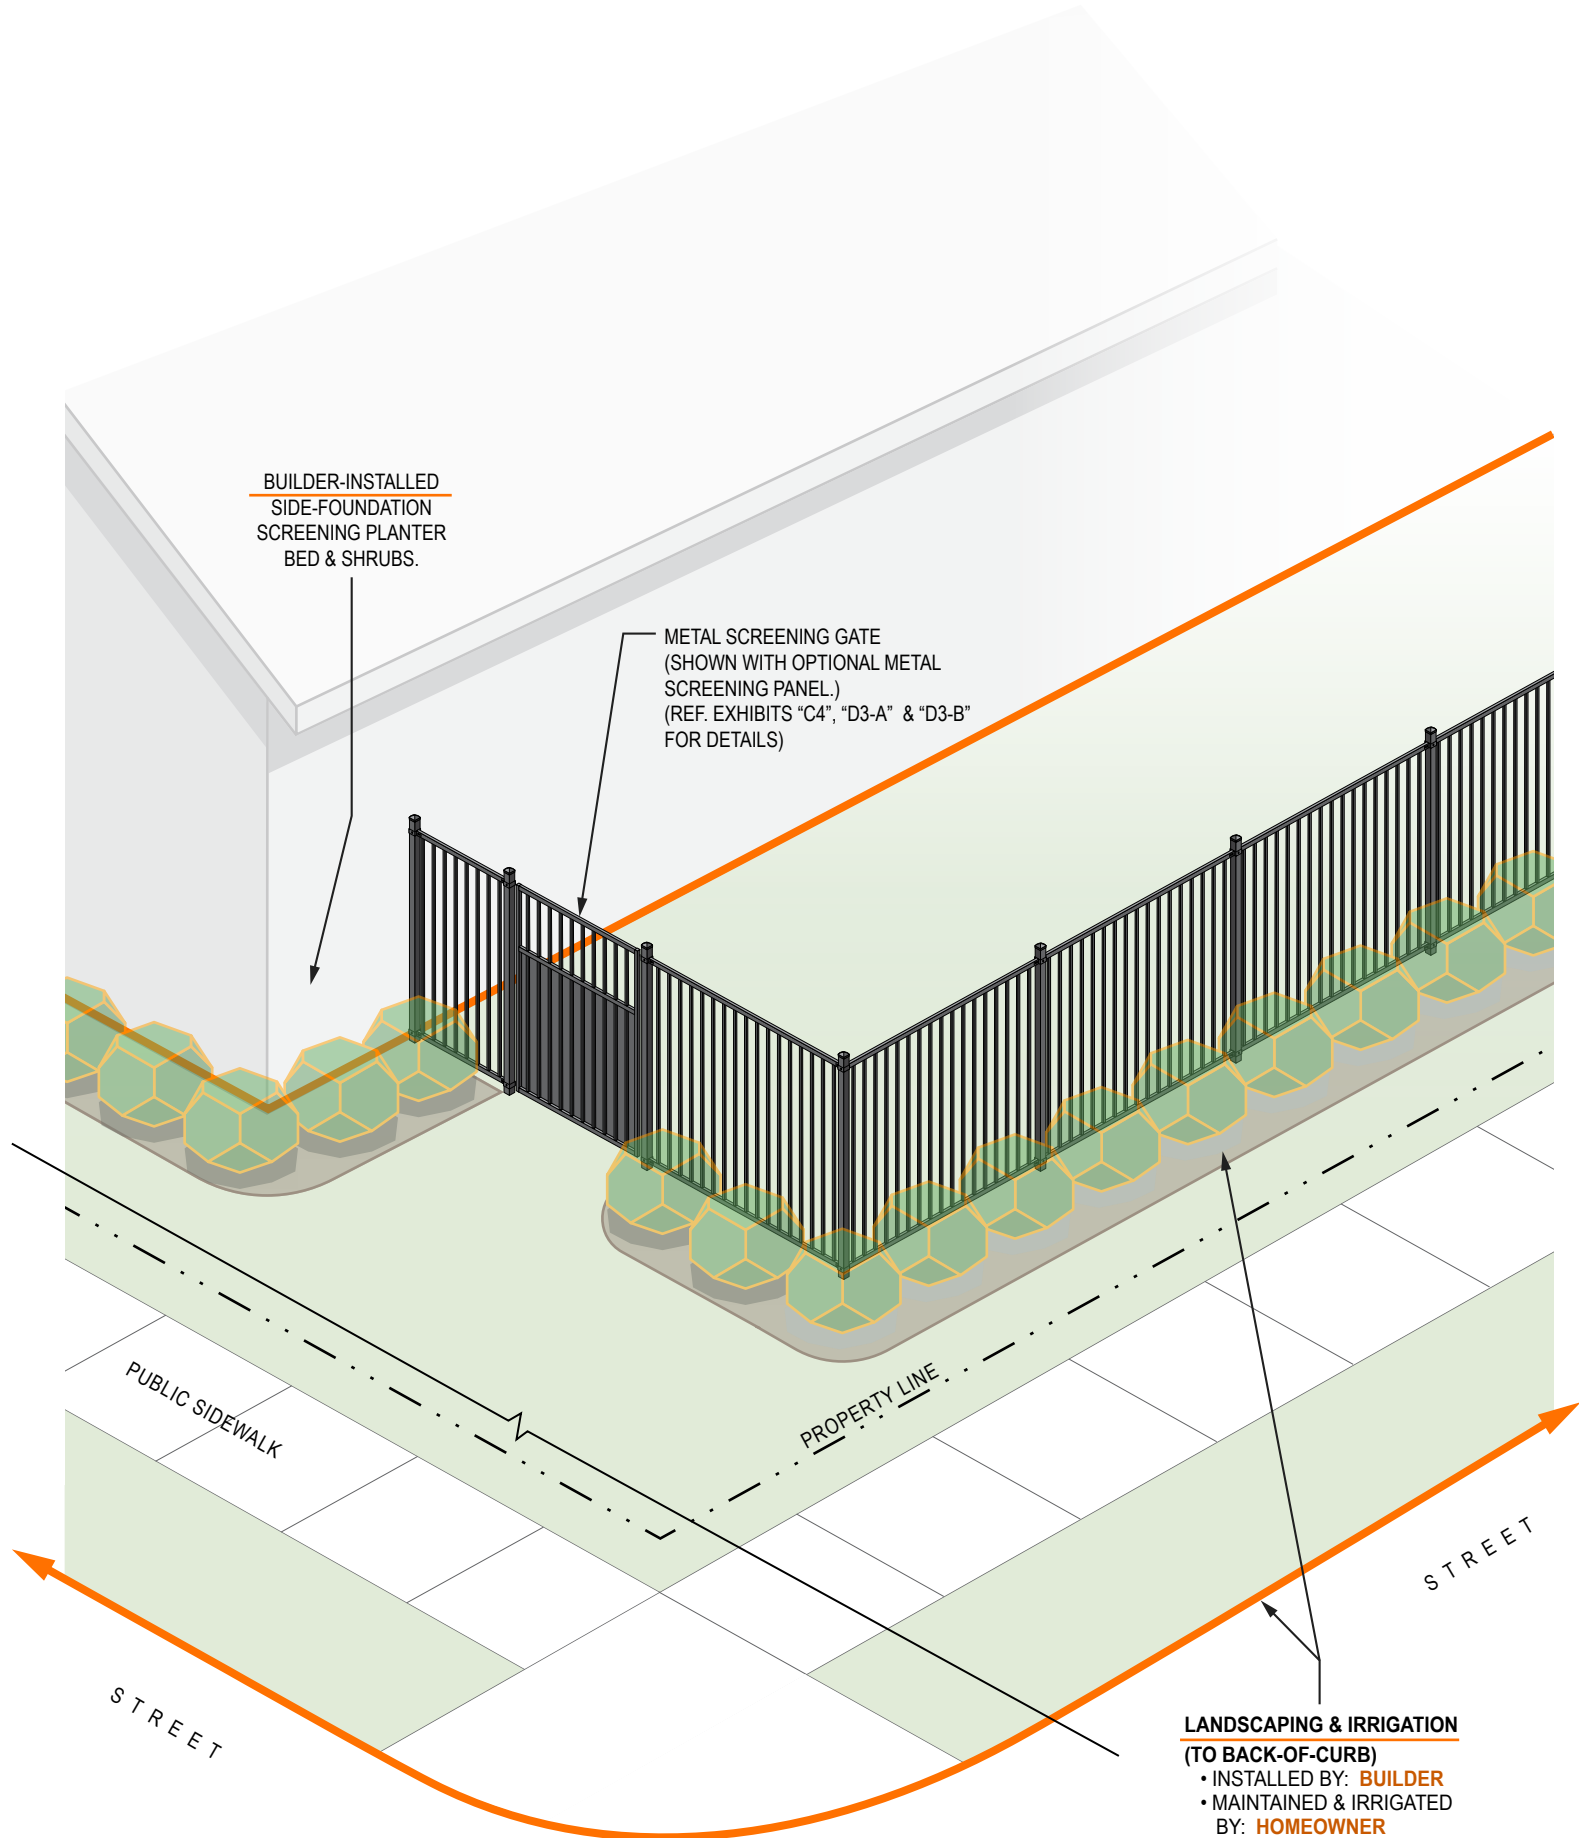 BUILDER-INSTALLED
SIDE-FOUNDATION
SCREENING PLANTER
BED & SHRUBS.
METAL SCREENING GATE
(SHOWN WITH OPTIONAL METAL
SCREENING PANEL.)
(REF. EXHIBITS “C4”, “D3-A” & “D3-B”
FOR DETAILS)
PUBLIC SIDEWALK
PROPERTY LINE
STREET
STREET
LANDSCAPING & IRRIGATION
(TO BACK-OF-CURB)
• INSTALLED BY: BUILDER
• MAINTAINED & IRRIGATED
BY: HOMEOWNER